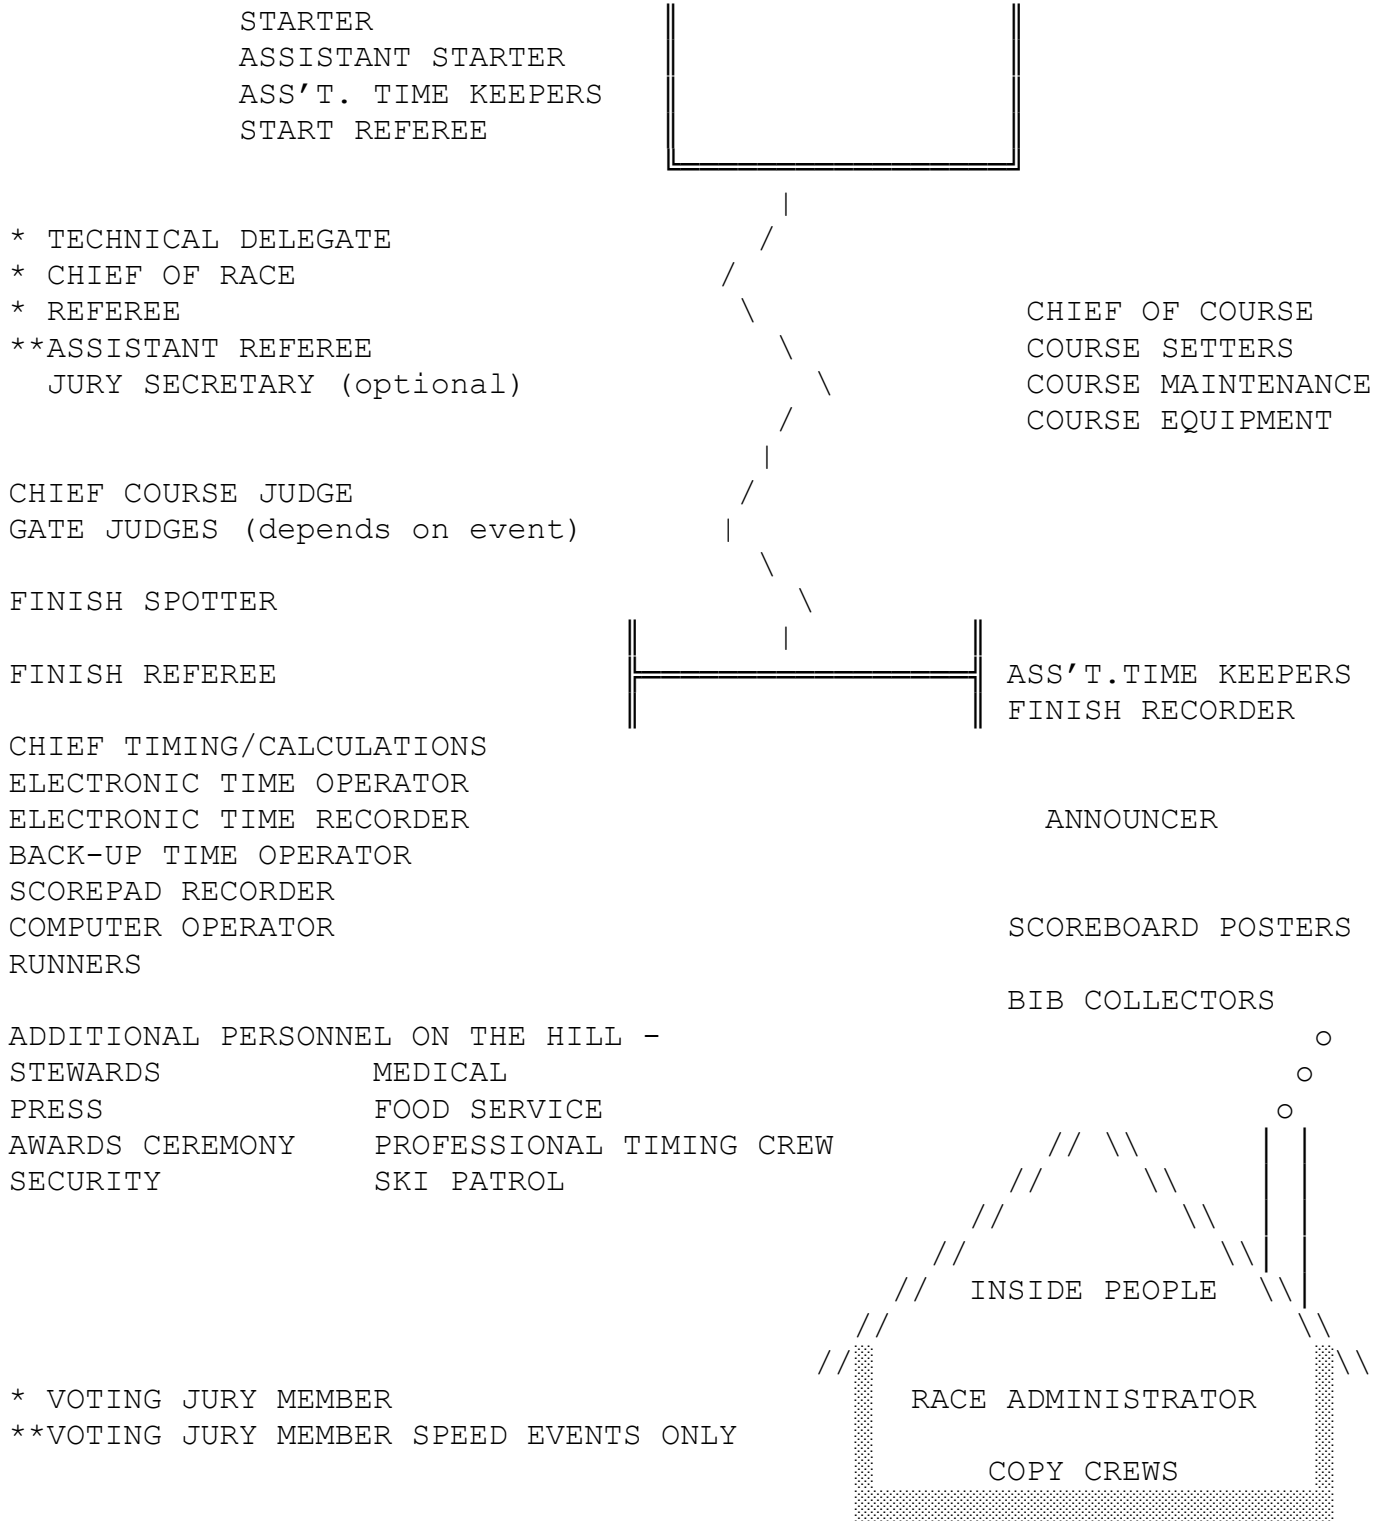 STARTER
ASSISTANT STARTER
ASS’T. TIME KEEPERS
START REFEREE
* TECHNICAL DELEGATE
* CHIEF OF RACE
* REFEREE
**ASSISTANT REFEREE
JURY SECRETARY (optional)
CHIEF OF COURSE
COURSE SETTERS
COURSE MAINTENANCE
COURSE EQUIPMENT
CHIEF COURSE JUDGE
GATE JUDGES (depends on event)
FINISH SPOTTER
FINISH REFEREE
ASS’T.TIME KEEPERS
FINISH RECORDER
CHIEF TIMING/CALCULATIONS
ELECTRONIC TIME OPERATOR
ELECTRONIC TIME RECORDER
BACK-UP TIME OPERATOR
SCOREPAD RECORDER
COMPUTER OPERATOR
RUNNERS
ANNOUNCER
SCOREBOARD POSTERS
BIB COLLECTORS
ADDITIONAL PERSONNEL ON THE HILL -
STEWARDS MEDICAL
PRESS FOOD SERVICE
AWARDS CEREMONY PROFESSIONAL TIMING CREW
SECURITY SKI PATROL
INSIDE PEOPLE
RACE ADMINISTRATOR
COPY CREWS
* VOTING JURY MEMBER
**VOTING JURY MEMBER SPEED EVENTS ONLY